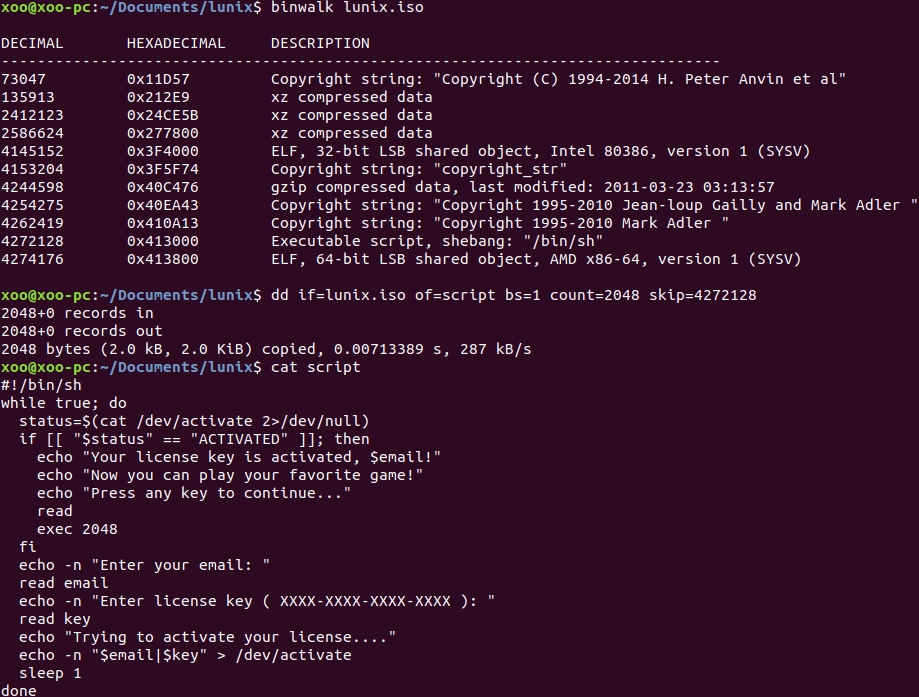 xoo@xoo-pc:~/Documents/lunix$ binwalk lunix.iso
DECIMAL       HEXADECIMAL     DESCRIPTION
--------------------------------------------------------------------------------
73047         0x11D57         Copyright string: "Copyright (C) 1994-2014 H. Peter Anvin et al"
135913        0x212E9         xz compressed data
2412123       0x24CE5B        xz compressed data
2586624       0x277800        xz compressed data
4145152       0x3F4000        ELF, 32-bit LSB shared object, Intel 80386, version 1 (SYSV)
4153204       0x3F5F74        Copyright string: "copyright_str"
4244598       0x40C476        gzip compressed data, last modified: 2011-03-23 03:13:57
4254275       0x40EA43        Copyright string: "Copyright 1995-2010 Jean-loup Gailly and Mark Adler "
4262419       0x410A13        Copyright string: "Copyright 1995-2010 Mark Adler "
4272128       0x413000        Executable script, shebang: "/bin/sh"
4274176       0x413800        ELF, 64-bit LSB shared object, AMD x86-64, version 1 (SYSV)
xoo@xoo-pc:~/Documents/lunix$ dd if=lunix.iso of=script bs=1 count=2048 skip=4272128
2048+0 records in
2048+0 records out
2048 bytes (2.0 kB, 2.0 KiB) copied, 0.00713389 s, 287 kB/s
xoo@xoo-pc:~/Documents/lunix$ cat script
#!/bin/sh
while true; do
  status=$(cat /dev/activate 2>/dev/null)
  if [[ "$status" == "ACTIVATED" ]]; then
    echo "Your license key is activated, $email!"
    echo "Now you can play your favorite game!"
    echo "Press any key to continue..."
    read
    exec 2048
  fi
  echo -n "Enter your email: "
  read email
  echo -n "Enter license key ( XXXX-XXXX-XXXX-XXXX ): "
  read key
  echo "Trying to activate your license...."
  echo -n "$email|$key" > /dev/activate
  sleep 1
done